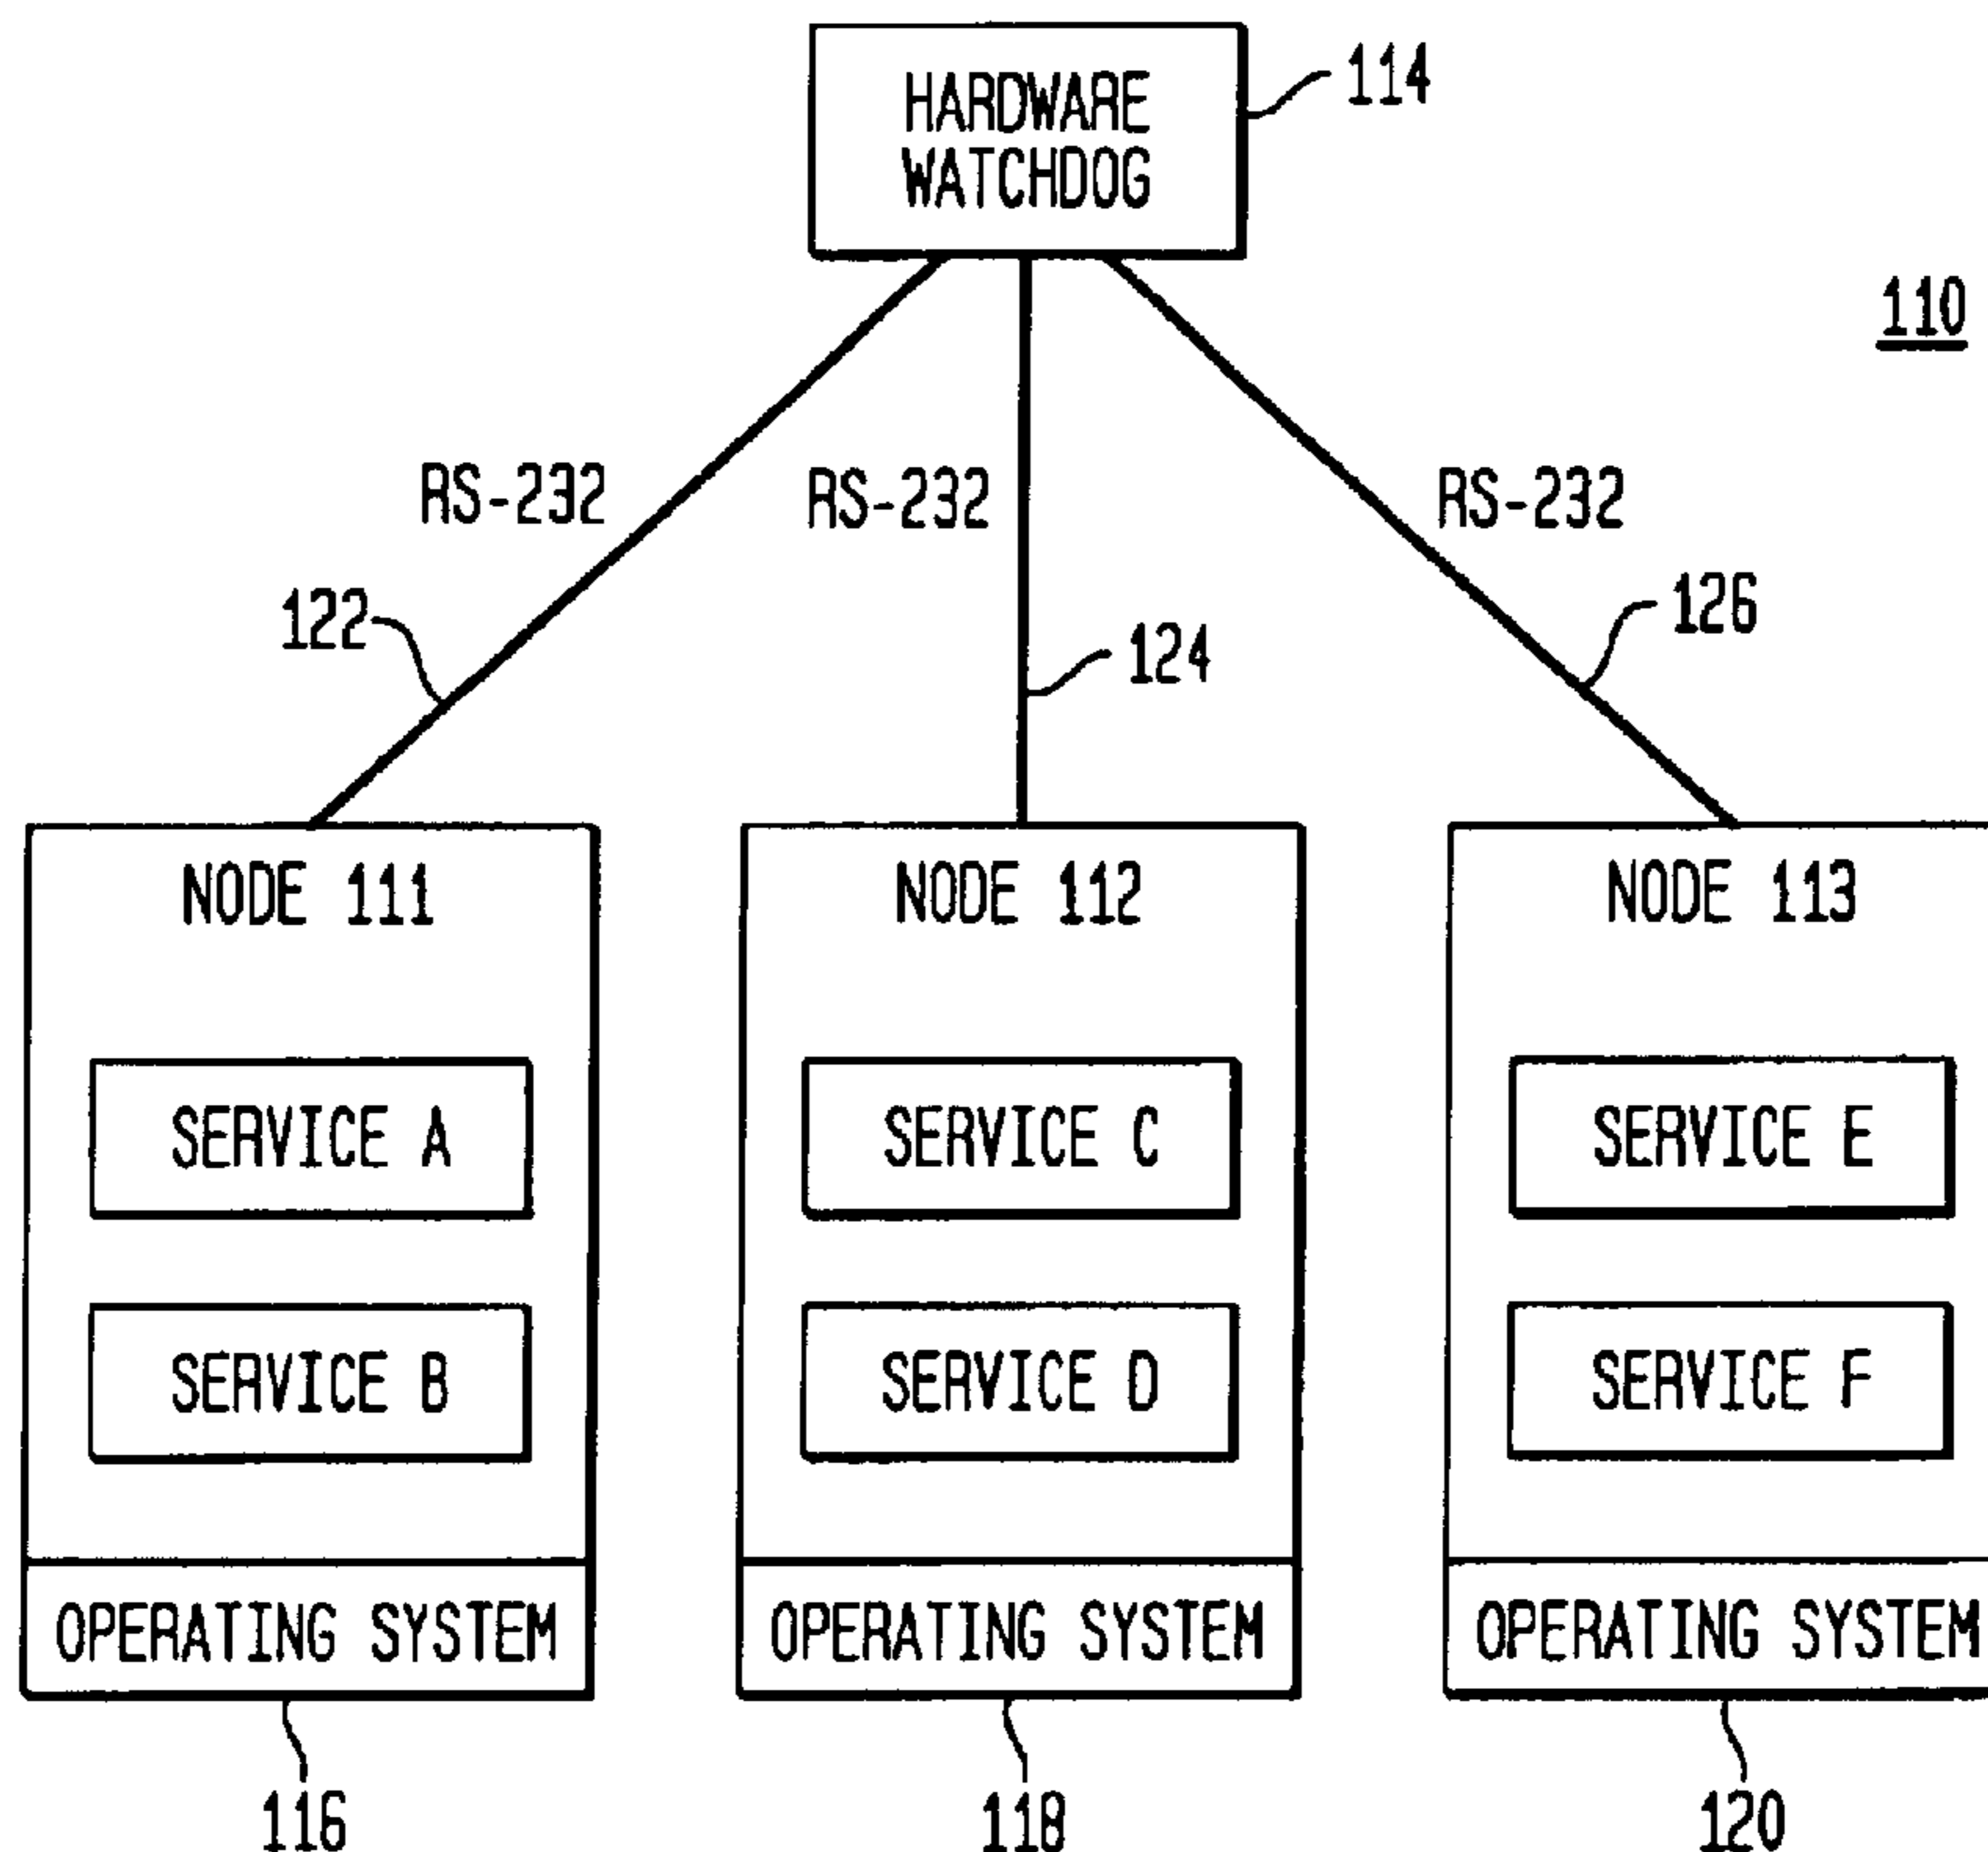 HARDWARE
WATCHDOG
114
110
RS-232
RS-232
RS-232
122
124
126
NODE 111
NODE 112
NODE 113
SERVICE A
SERVICE C
SERVICE E
SERVICE B
SERVICE D
SERVICE F
OPERATING SYSTEM
OPERATING SYSTEM
OPERATING SYSTEM
116
118
120